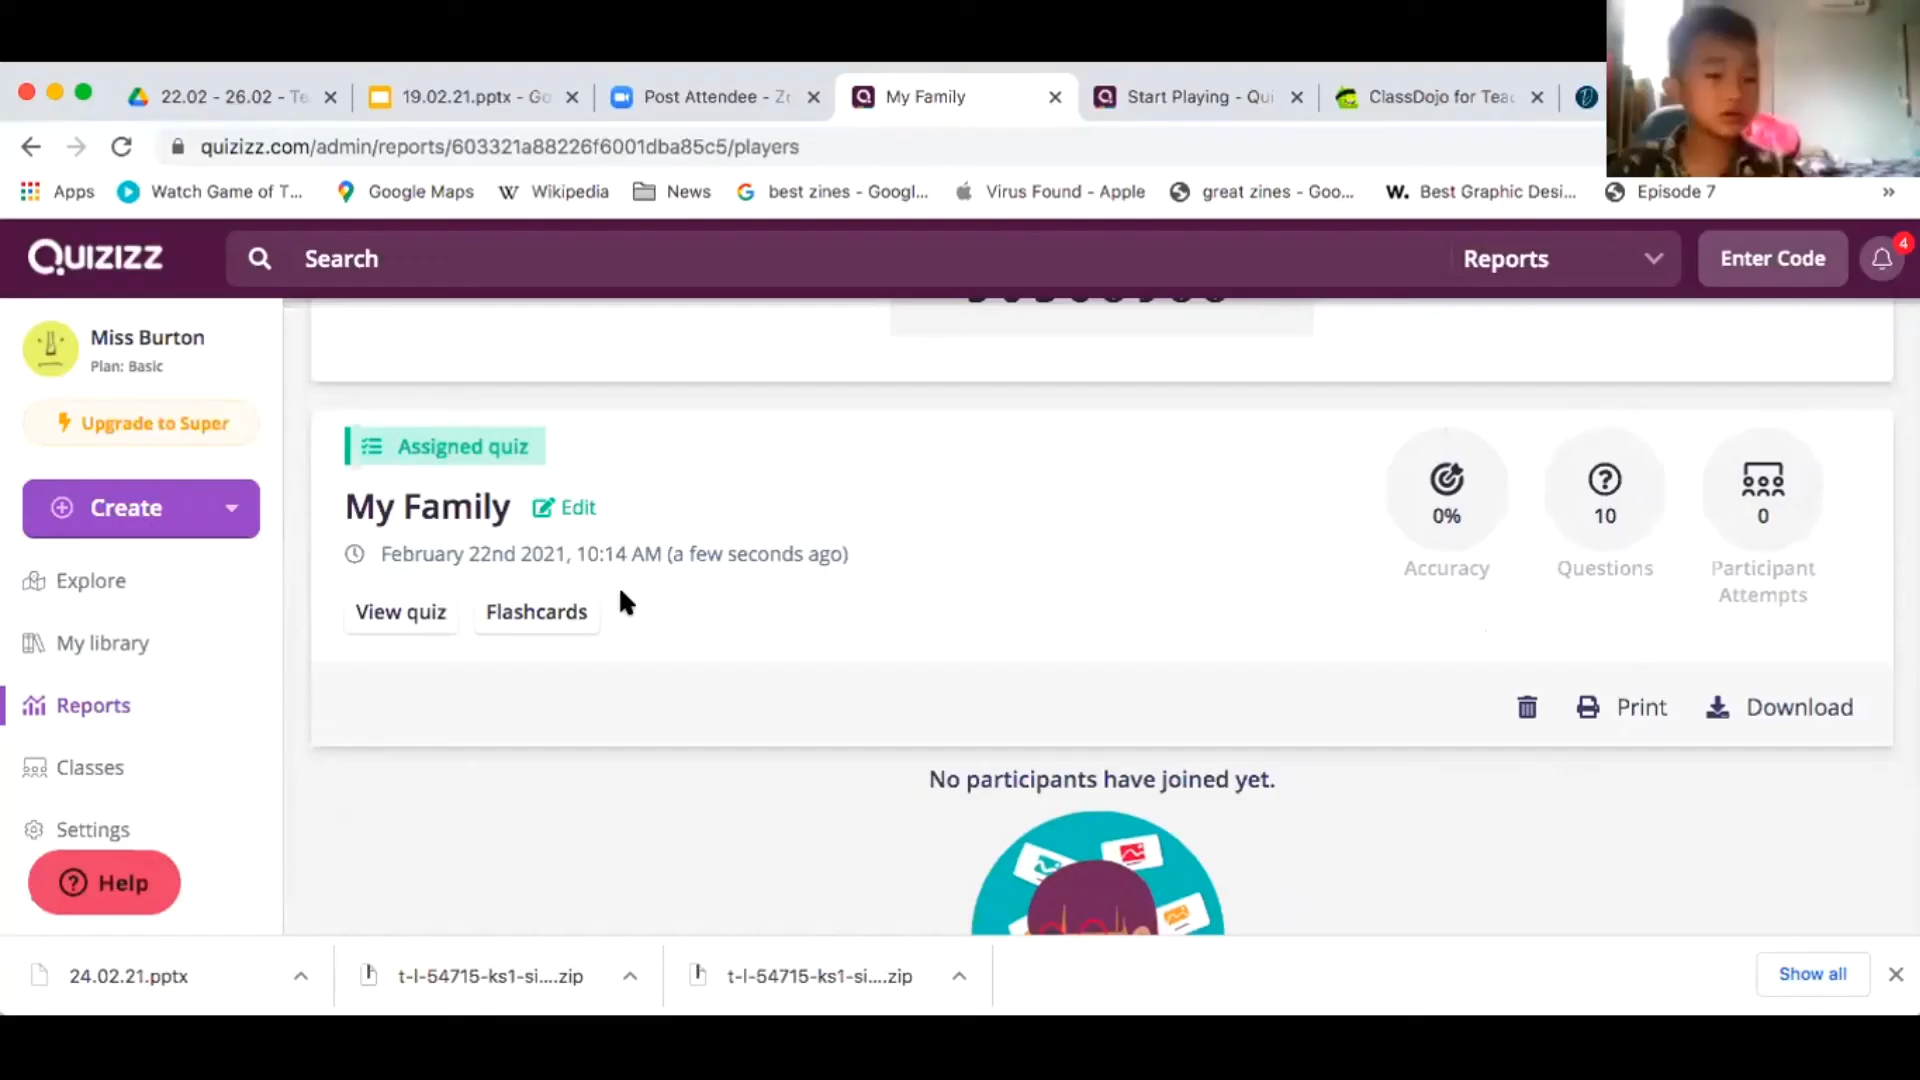 22.02 - 26.02 - Te
19.02.21.pptx - Go
Post Attendee - Zo
My Family
Start Playing - Qui
ClassDojo for Teac
quizizz.com/admin/reports/603321a88226f6001dba85c5/players
Apps
Watch Game of T...
Google Maps
Wikipedia
News
best zines - Googl...
Virus Found - Apple
great zines - Goo...
Best Graphic Desi...
Episode 7
Quizizz
Search
Reports
Enter Code
4
Miss Burton
Plan: Basic
Upgrade to Super
Create
Explore
My library
Reports
Classes
Settings
Help
Assigned quiz
My Family
Edit
February 22nd 2021, 10:14 AM (a few seconds ago)
View quiz
Flashcards
0%
Accuracy
10
Questions
0
Participant
Attempts
Print
Download
No participants have joined yet.
24.02.21.pptx
t-l-54715-ks1-si....zip
t-l-54715-ks1-si....zip
Show all